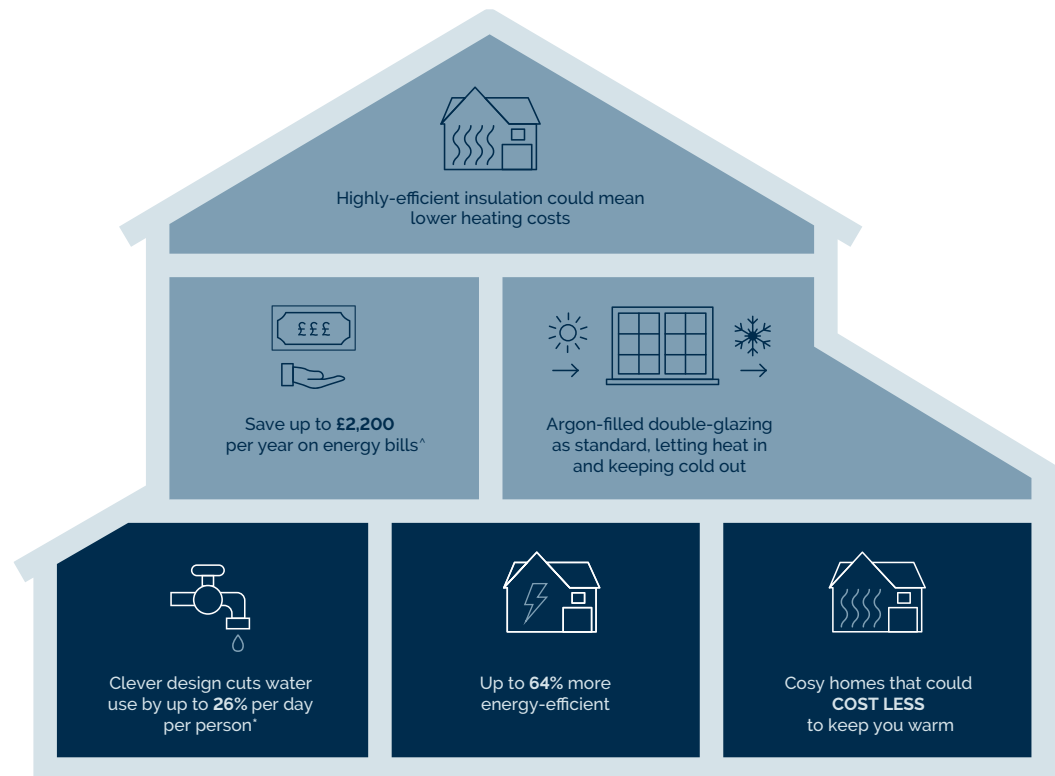 Highly-efficient insulation could mean
lower heating costs
£££
Save up to £2,200
per year on energy bills^
Argon-filled double-glazing
as standard, letting heat in
and keeping cold out
Clever design cuts water
use by up to 26% per day
per person*
Up to 64% more
energy-efficient
Cosy homes that could
COST LESS
to keep you warm